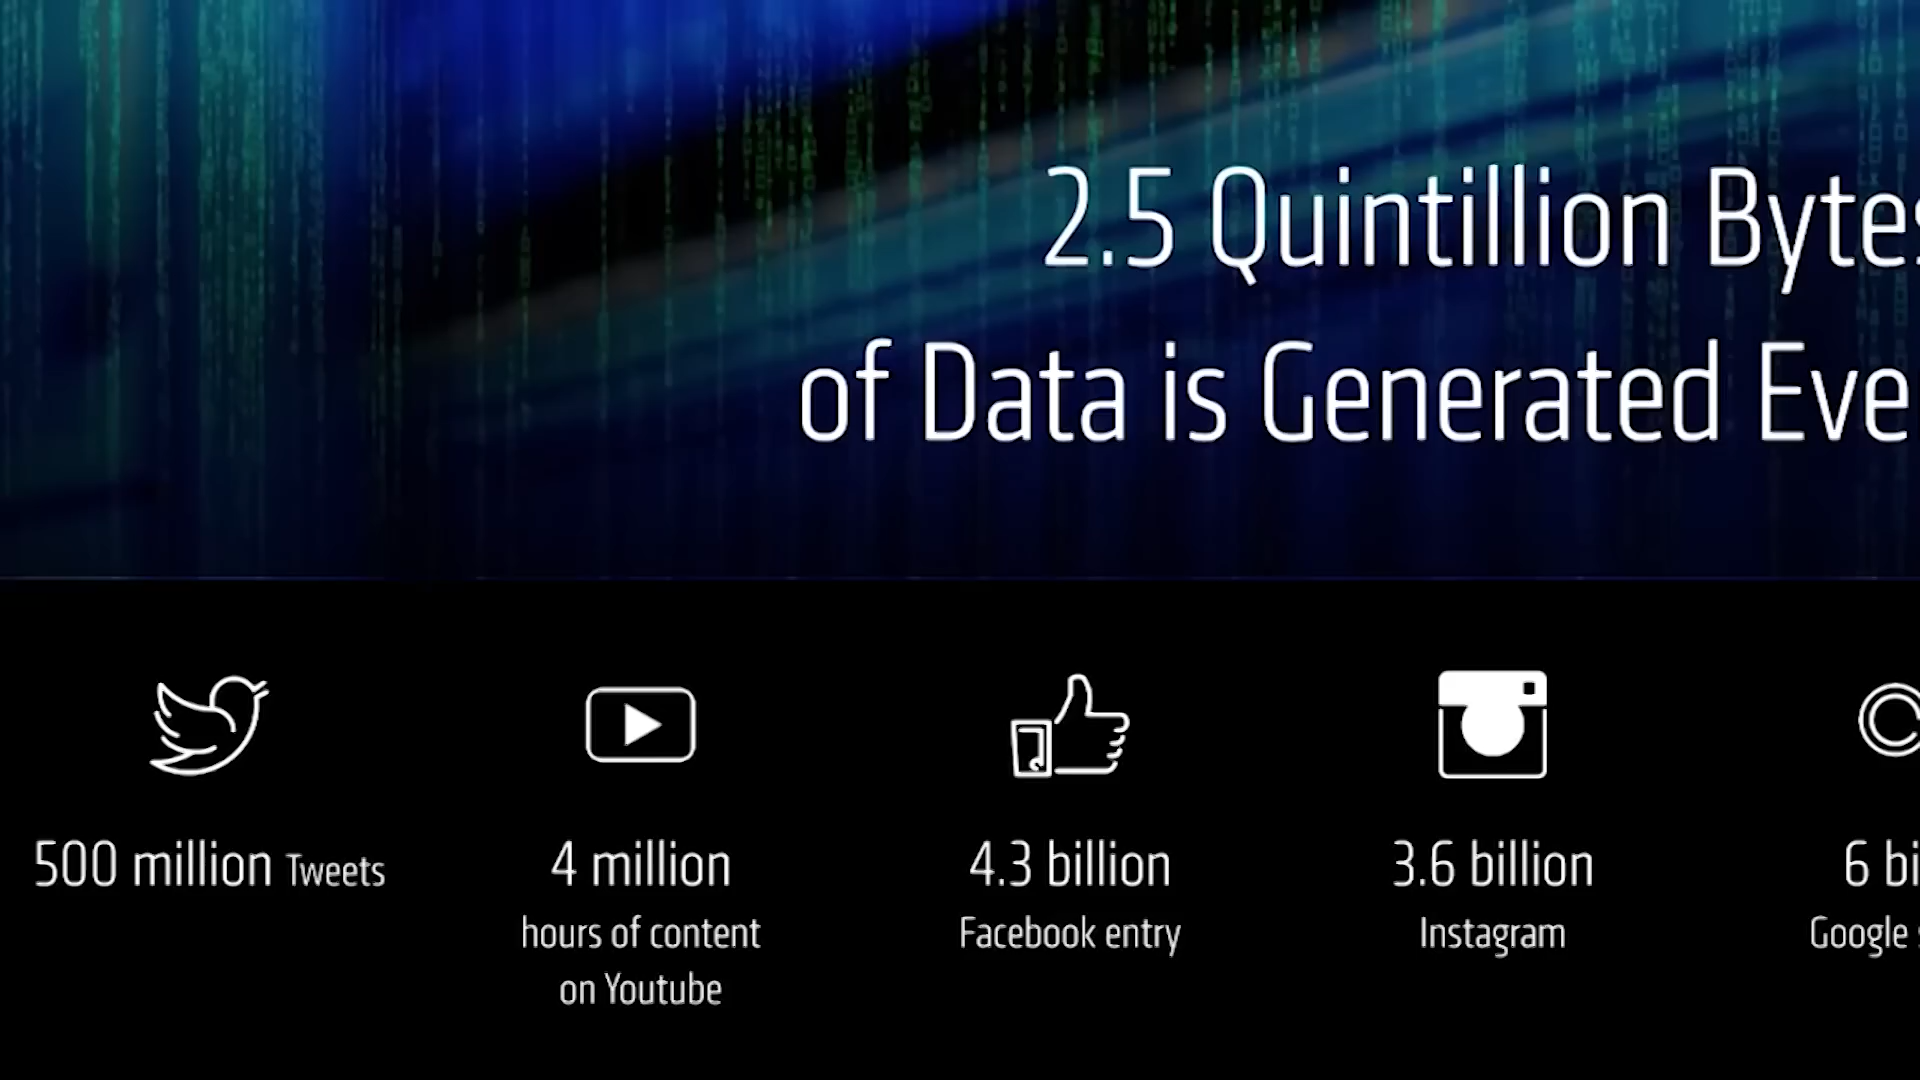 2.5 Quintillion Bytes
of Data is Generated Eve
500 million Tweets
4 million
hours of content
on Youtube
4.3 billion
Facebook entry
3.6 billion
Instagram
6 bi
Google s